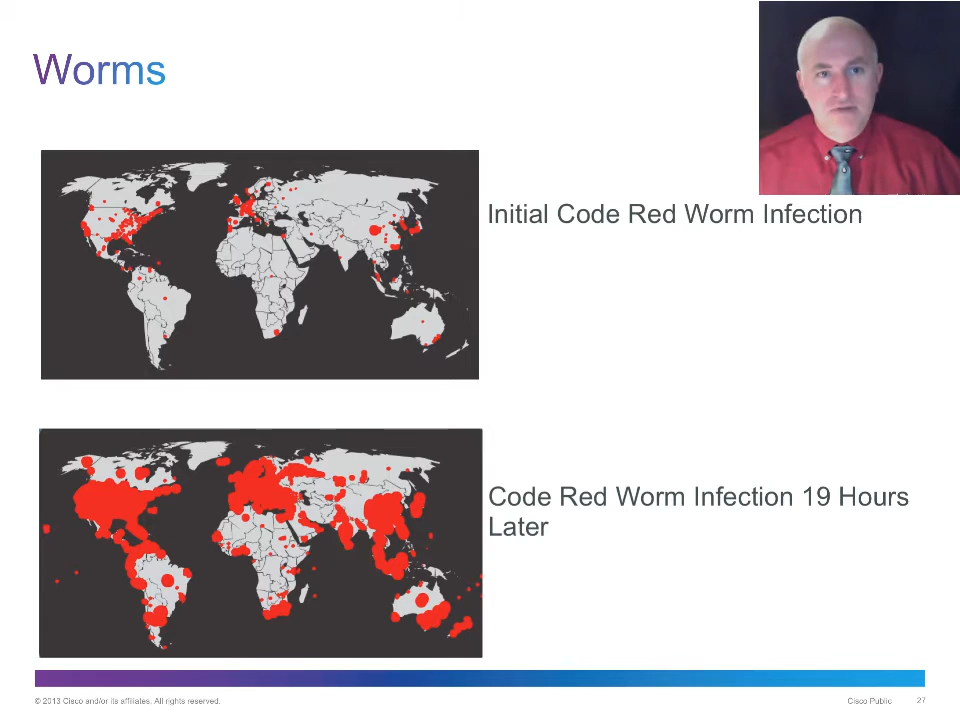 Worms
Initial Code Red Worm Infection
Code Red Worm Infection 19 Hours
Later
© 2013 Cisco and/or its affiliates. All rights reserved.
Cisco Public
27